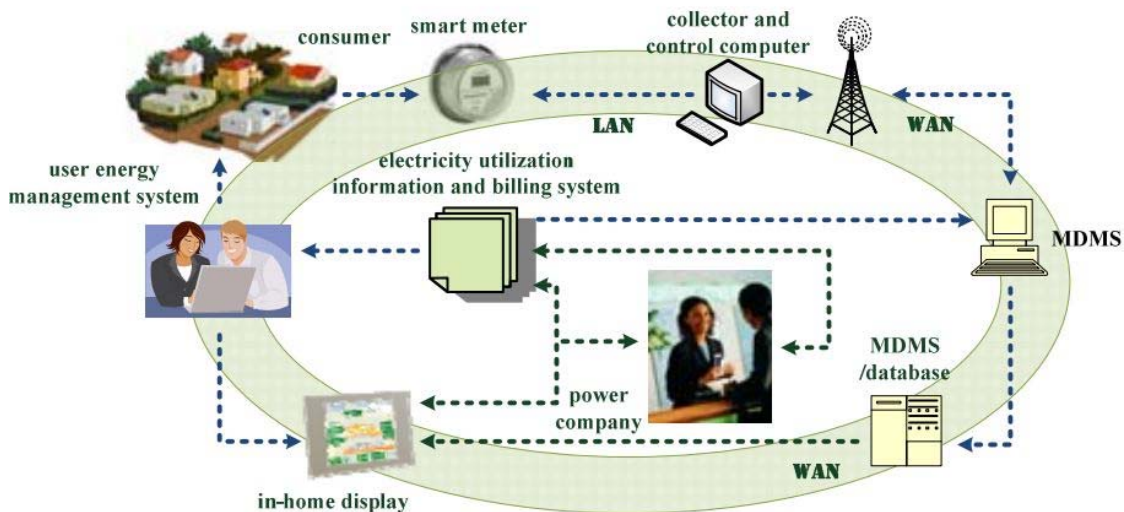 consumer
smart meter
collector and
control computer
LAN
WAN
user energy
management system
electricity utilization
information and billing system
MDMS
MDMS
/database
power
company
WAN
in-home display